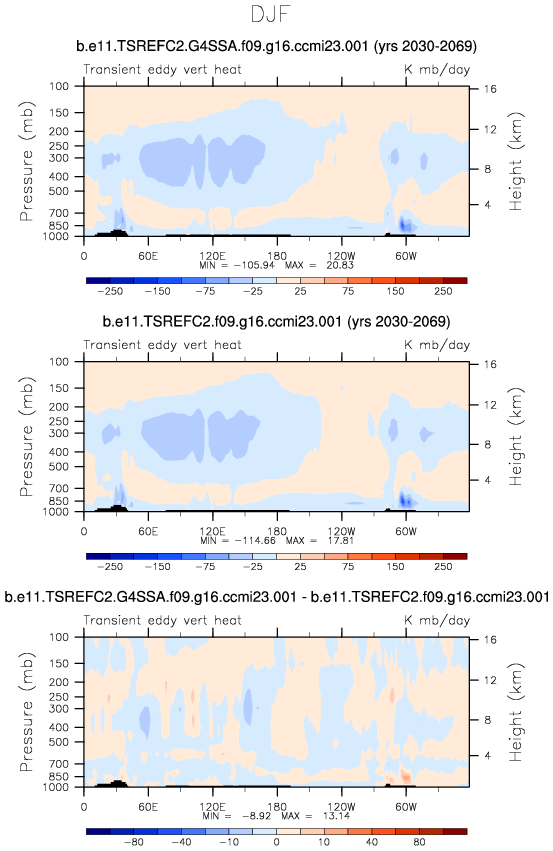 DJF
b.e11.TSREFC2.G4SSA.f09.g16.ccmi23.001 (yrs 2030-2069)
Transient eddy vert heat K mb/day
100 150 200 250 300 400 500 700 850 1000
Pressure (mb)
16 12 8 4
Height (km)
0 60E 120E 180 120W 60W
MIN = -105.94 MAX = 20.83
-250 -150 -75 -25 25 75 150 250
b.e11.TSREFC2.f09.g16.ccmi23.001 (yrs 2030-2069)
Transient eddy vert heat K mb/day
100 150 200 250 300 400 500 700 850 1000
Pressure (mb)
16 12 8 4
Height (km)
0 60E 120E 180 120W 60W
MIN = -114.66 MAX = 17.81
-250 -150 -75 -25 25 75 150 250
b.e11.TSREFC2.G4SSA.f09.g16.ccmi23.001 - b.e11.TSREFC2.f09.g16.ccmi23.001
Transient eddy vert heat K mb/day
100 150 200 250 300 400 500 700 850 1000
Pressure (mb)
16 12 8 4
Height (km)
0 60E 120E 180 120W 60W
MIN = -8.92 MAX = 13.14
-80 -40 -10 0 10 40 80